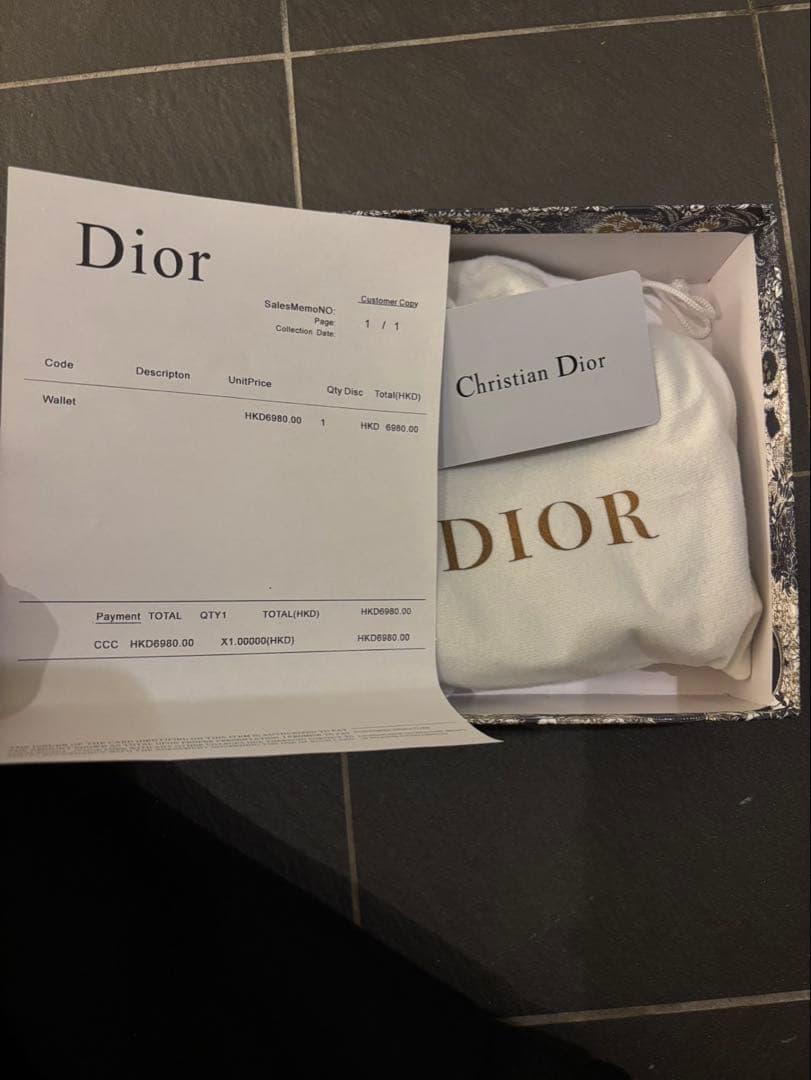 Dior
Customer Copy
SalesMemoNO:
Page: 1 / 1
Collection Date:
Code Descripton UnitPrice Qty Disc Total(HKD)
Wallet HKD6980.00 1 HKD 6980.00
Payment TOTAL QTY1 TOTAL(HKD) HKD6980.00
CCC HKD6980.00 X1.00000(HKD) HKD6980.00
Christian Dior
DIOR